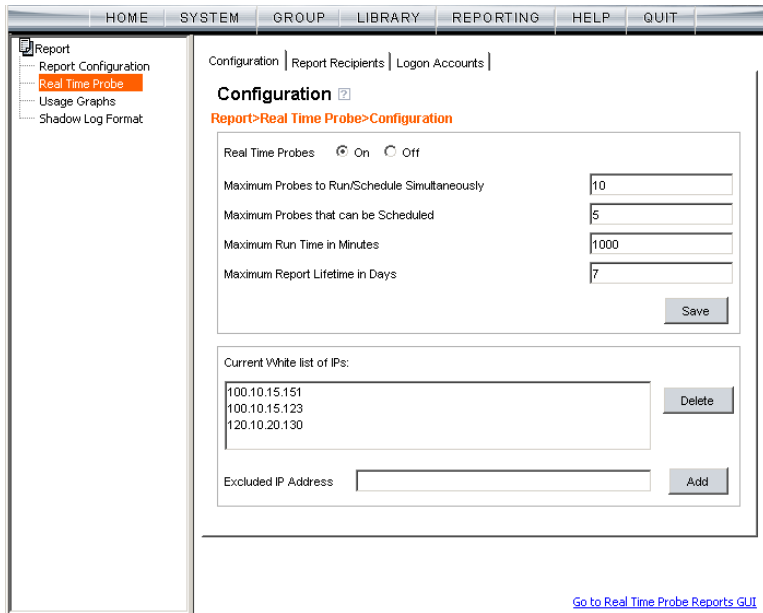 HOME SYSTEM GROUP LIBRARY REPORTING HELP QUIT
Report
Report Configuration
Real Time Probe
Usage Graphs
Shadow Log Format
Configuration Report Recipients Logon Accounts
Configuration ?
Report>Real Time Probe>Configuration
Real Time Probes On Off
Maximum Probes to Run/Schedule Simultaneously 10
Maximum Probes that can be Scheduled 5
Maximum Run Time in Minutes 1000
Maximum Report Lifetime in Days 7
Save
Current White list of IPs:
100.10.15.151
100.10.15.123
120.10.20.130
Delete
Excluded IP Address Add
Go to Real Time Probe Reports GUI